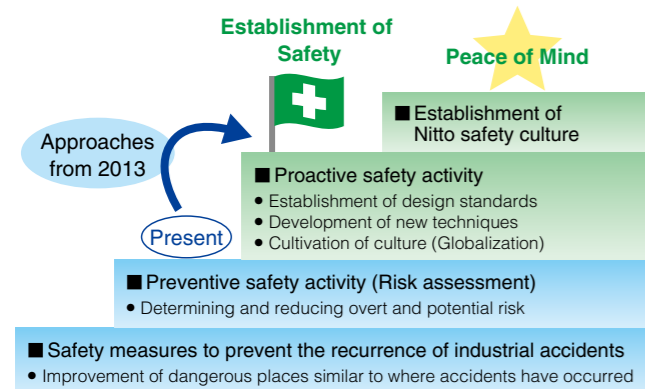 Establishment of
Safety
Peace of Mind
■ Establishment of
Nitto safety culture
Approaches
from 2013
■ Proactive safety activity
● Establishment of design standards
● Development of new techniques
● Cultivation of culture (Globalization)
Present
■ Preventive safety activity (Risk assessment)
● Determining and reducing overt and potential risk
■ Safety measures to prevent the recurrence of industrial accidents
● Improvement of dangerous places similar to where accidents have occurred